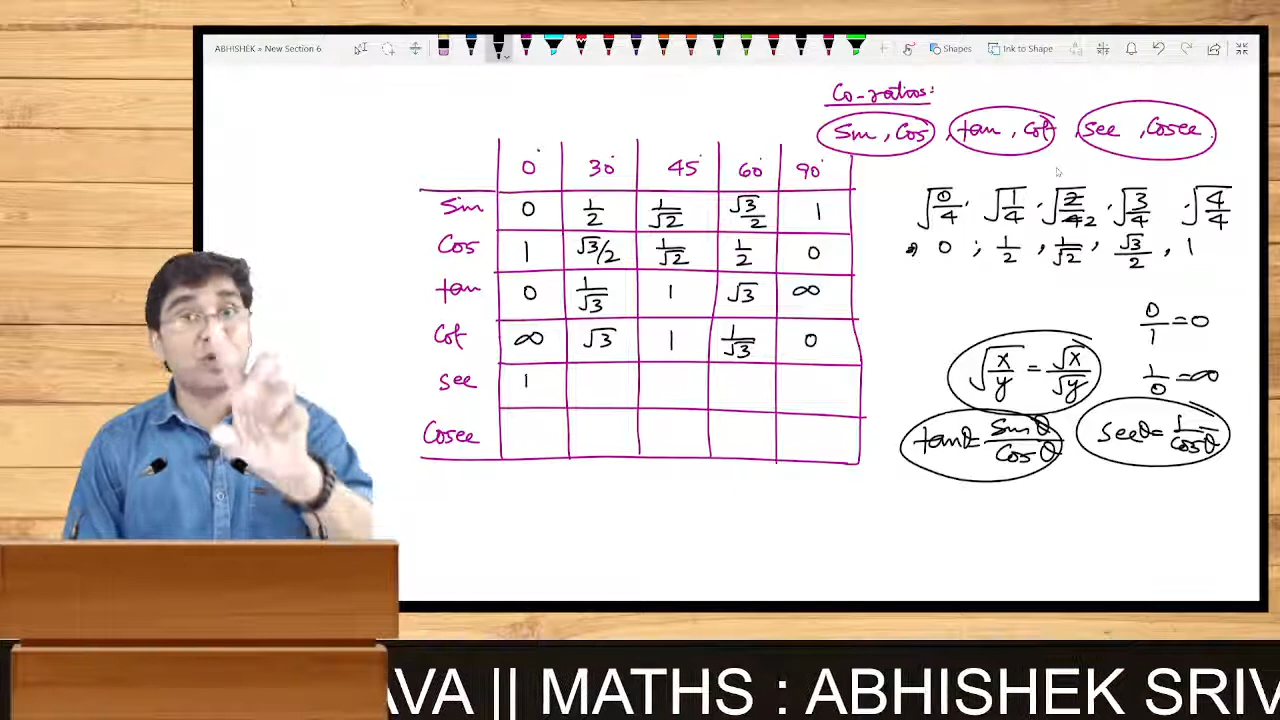 ABHISHEK » New Section 6
Shapes
Ink to Shape
Co-ratios:
Sin, Cos, tan, Cot, sec, Cosec
0° 30° 45° 60° 90°
Sin 0 1/2 1/√2 √3/2 1
Cos 1 √3/2 1/√2 1/2 0
tan 0 1/√3 1 √3 ∞
Cot ∞ √3 1 1/√3 0
sec 1
Cosec
√0/4 · √1/4 · √2/4 2 · √3/4 · √4/4
0 ; 1/2 , 1/√2 , √3/2 , 1
0/1 = 0
√x/y = √x/√y
1/0 = ∞
tanθ = Sinθ/Cosθ
secθ = 1/Cosθ
AVA || MATHS : ABHISHEK SRIV